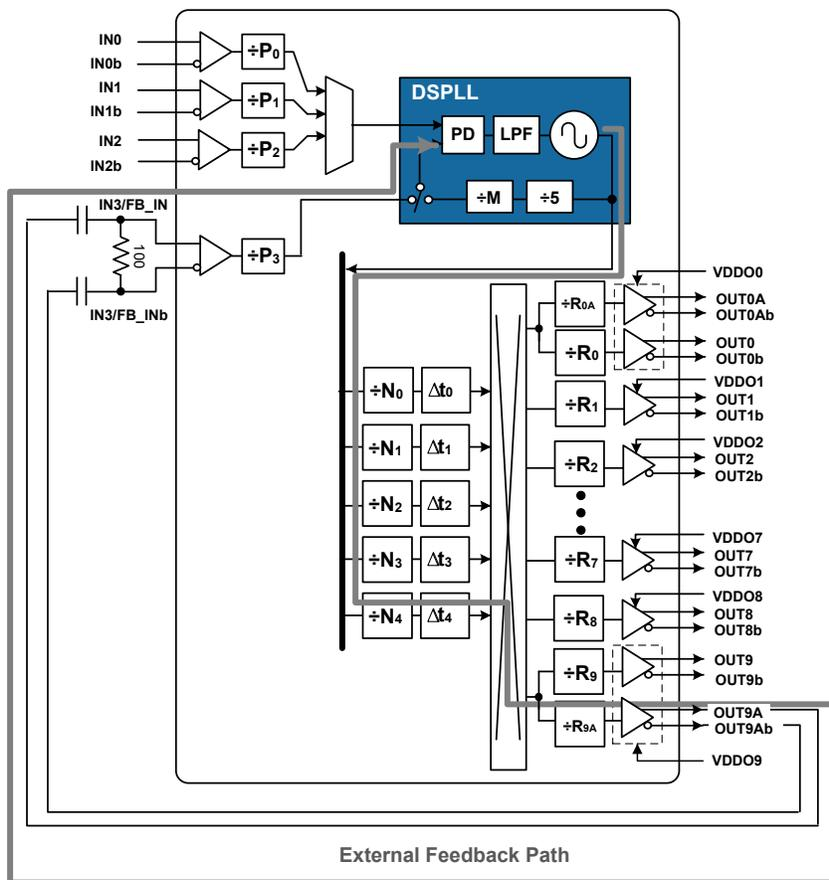 IN0
IN0b
÷P0
IN1
IN1b
÷P1
IN2
IN2b
÷P2
DSPLL
PD
LPF
÷M
÷5
IN3/FB_IN
100
÷P3
IN3/FB_INb
VDDO0
÷R0A
OUT0A
OUT0Ab
÷R0
OUT0
OUT0b
÷N0
Δt0
÷R1
VDDO1
OUT1
OUT1b
÷N1
Δt1
÷R2
VDDO2
OUT2
OUT2b
÷N2
Δt2
÷N3
Δt3
÷R7
VDDO7
OUT7
OUT7b
÷N4
Δt4
÷R8
VDDO8
OUT8
OUT8b
÷R9
OUT9
OUT9b
÷R9A
OUT9A
OUT9Ab
VDDO9
External Feedback Path